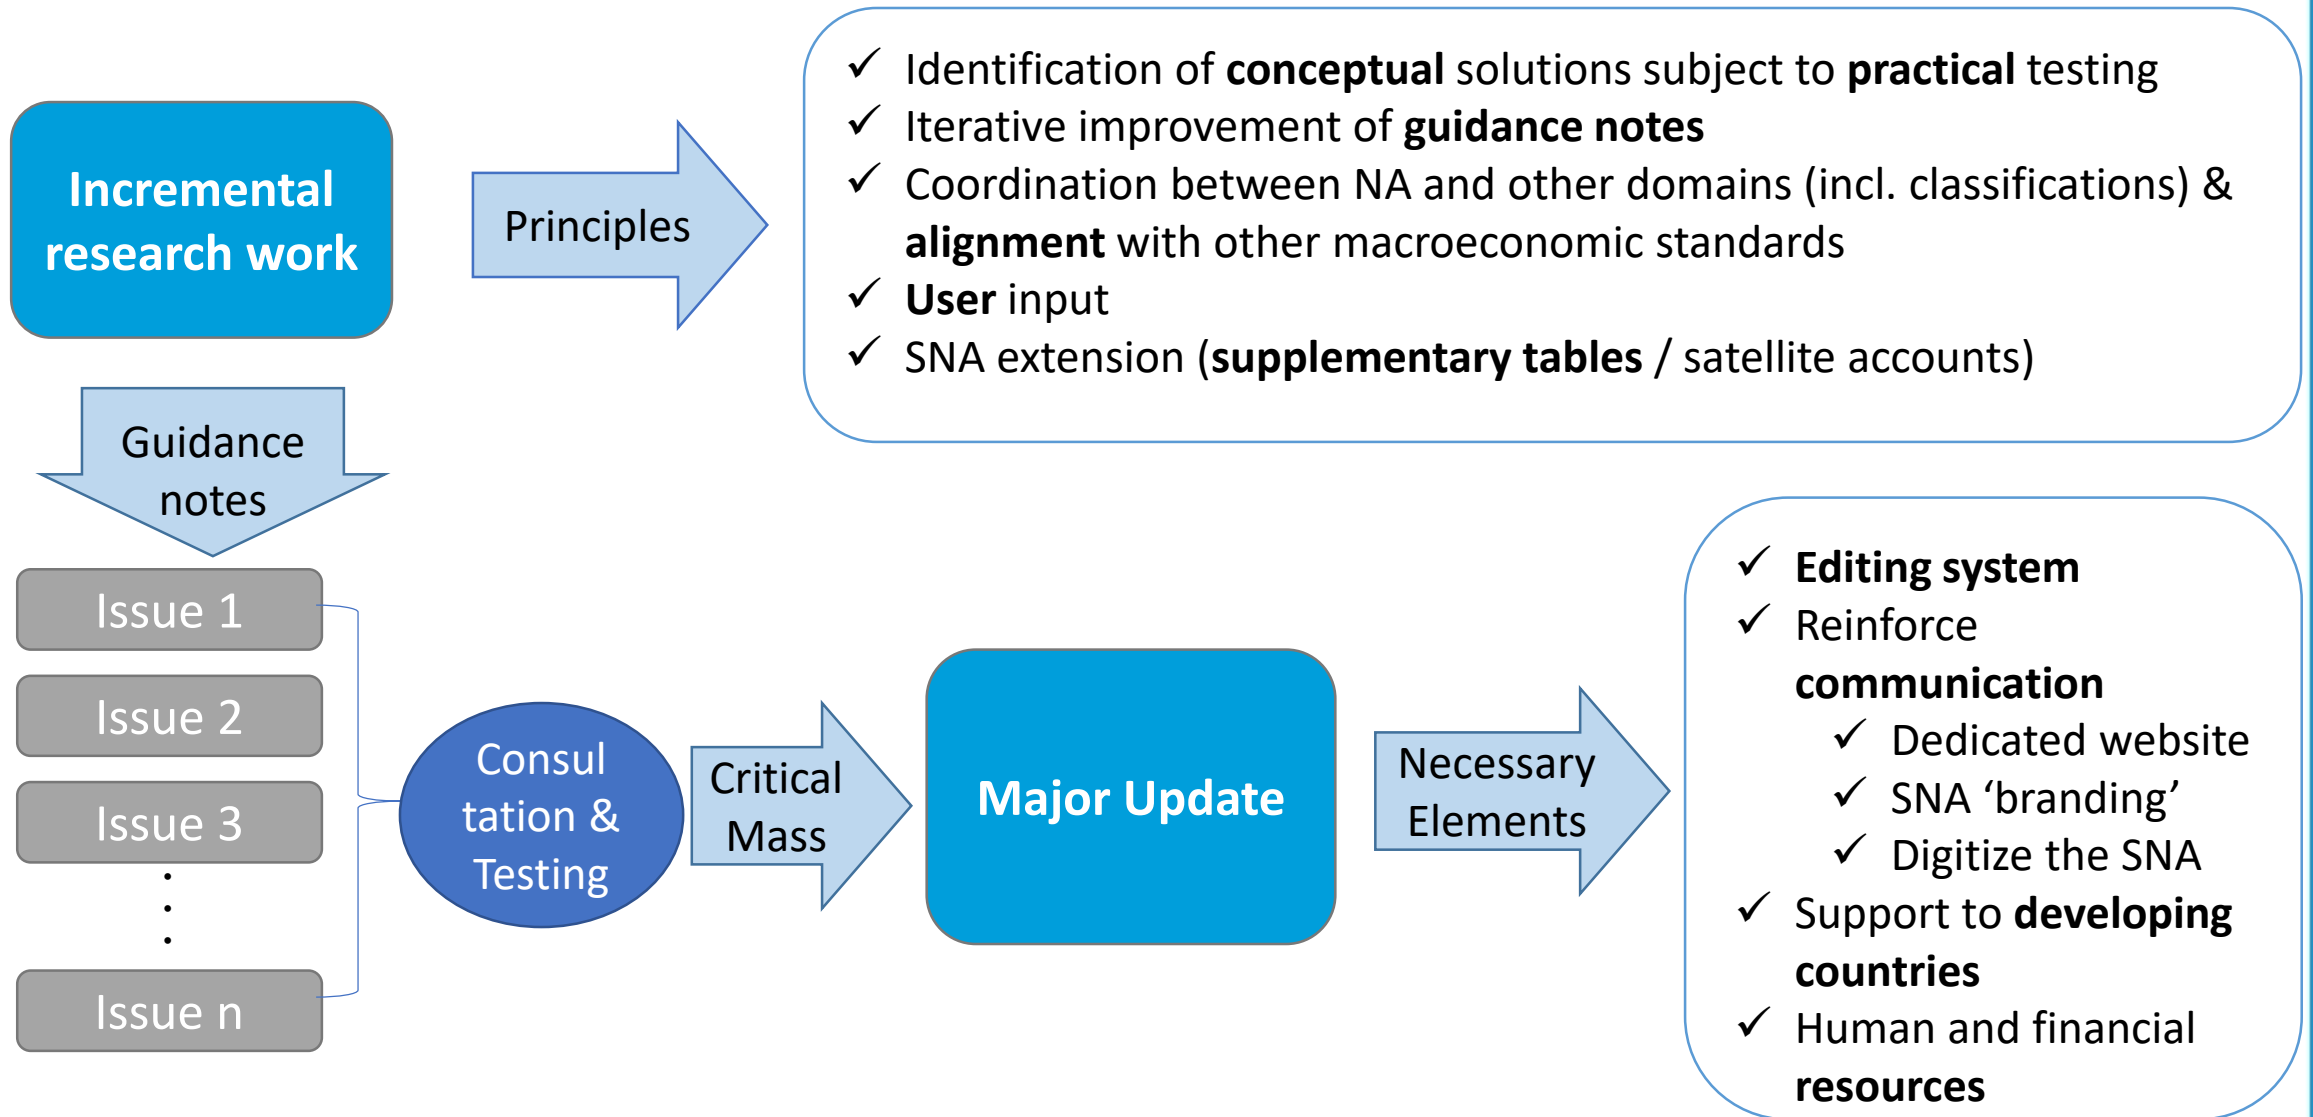 Incremental
research work
Principles
✓ Identification of conceptual solutions subject to practical testing
✓ Iterative improvement of guidance notes
✓ Coordination between NA and other domains (incl. classifications) &
alignment with other macroeconomic standards
✓ User input
✓ SNA extension (supplementary tables / satellite accounts)
Guidance
notes
Issue 1
Issue 2
Issue 3
.
.
.
Issue n
Consul
tation &
Testing
Critical
Mass
Major Update
Necessary
Elements
✓ Editing system
✓ Reinforce
communication
✓ Dedicated website
✓ SNA ‘branding’
✓ Digitize the SNA
✓ Support to developing
countries
✓ Human and financial
resources